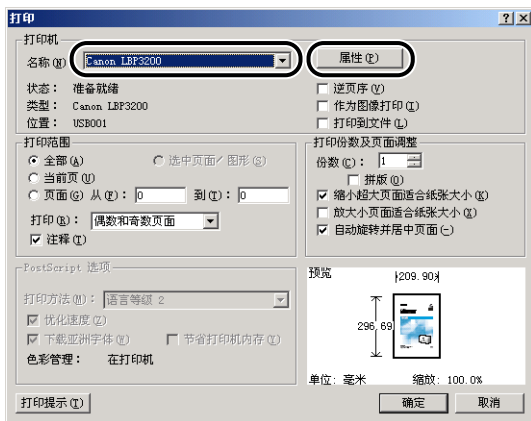 打印
打印机
名称(N) Canon LBP3200 属性(P)
状态: 准备就绪 逆页序(V)
类型: Canon LBP3200 作为图像打印(I)
位置: USB001 打印到文件(L)
打印范围
全部(A) 选中页面/图形(S)
当前页(U)
页面(G) 从(F): 0 到(T): 0
打印(R): 偶数和奇数页面
注释(T)
打印份数及页面调整
份数(C): 1
拼版(O)
缩小超大页面适合纸张大小(K)
放大小页面适合纸张大小(X)
自动旋转并居中页面(-)
PostScript 选项
打印方法(M): 语言等级 2
优化速度(Z)
下载亚洲字体(W) 节省打印机内存(Y)
色彩管理: 在打印机
预览
209.90
296.69
单位: 毫米 缩放: 100.0%
打印提示(T) 确定 取消